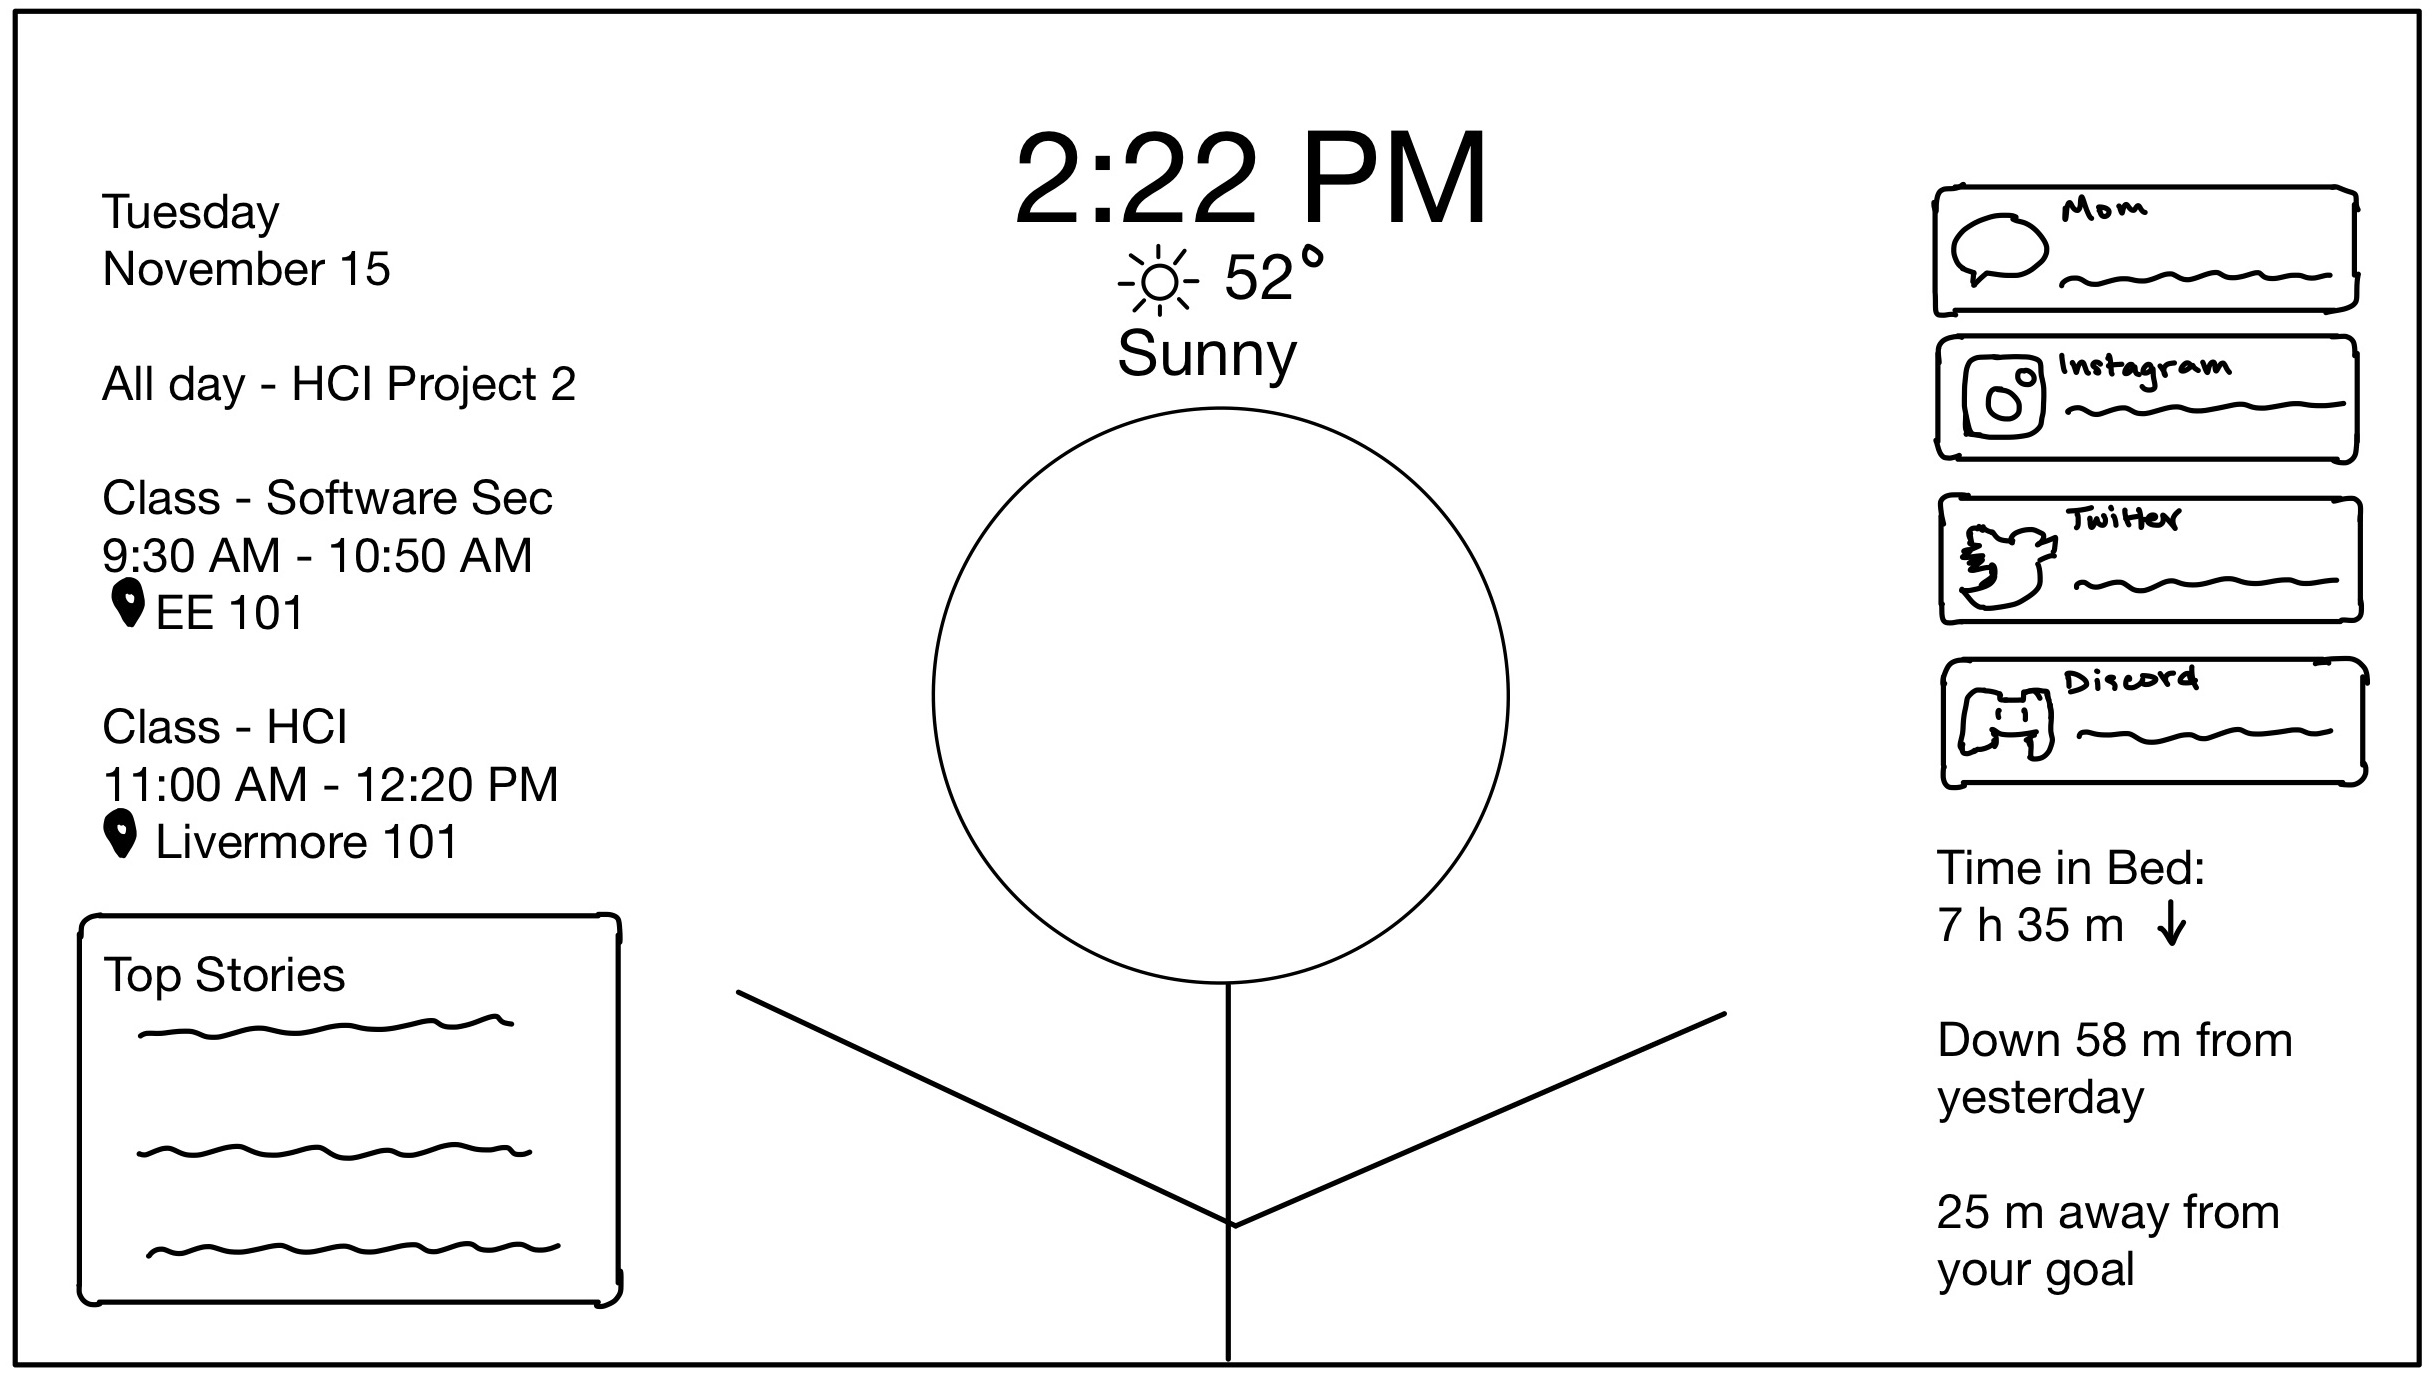 Tuesday
November 15
All day - HCI Project 2
Class - Software Sec
9:30 AM - 10:50 AM
EE 101
Class - HCI
11:00 AM - 12:20 PM
Livermore 101
Top Stories
2:22 PM
52°
Sunny
Mom
Instagram
Twitter
Discord
Time in Bed:
7 h 35 m ↓
Down 58 m from
yesterday
25 m away from
your goal